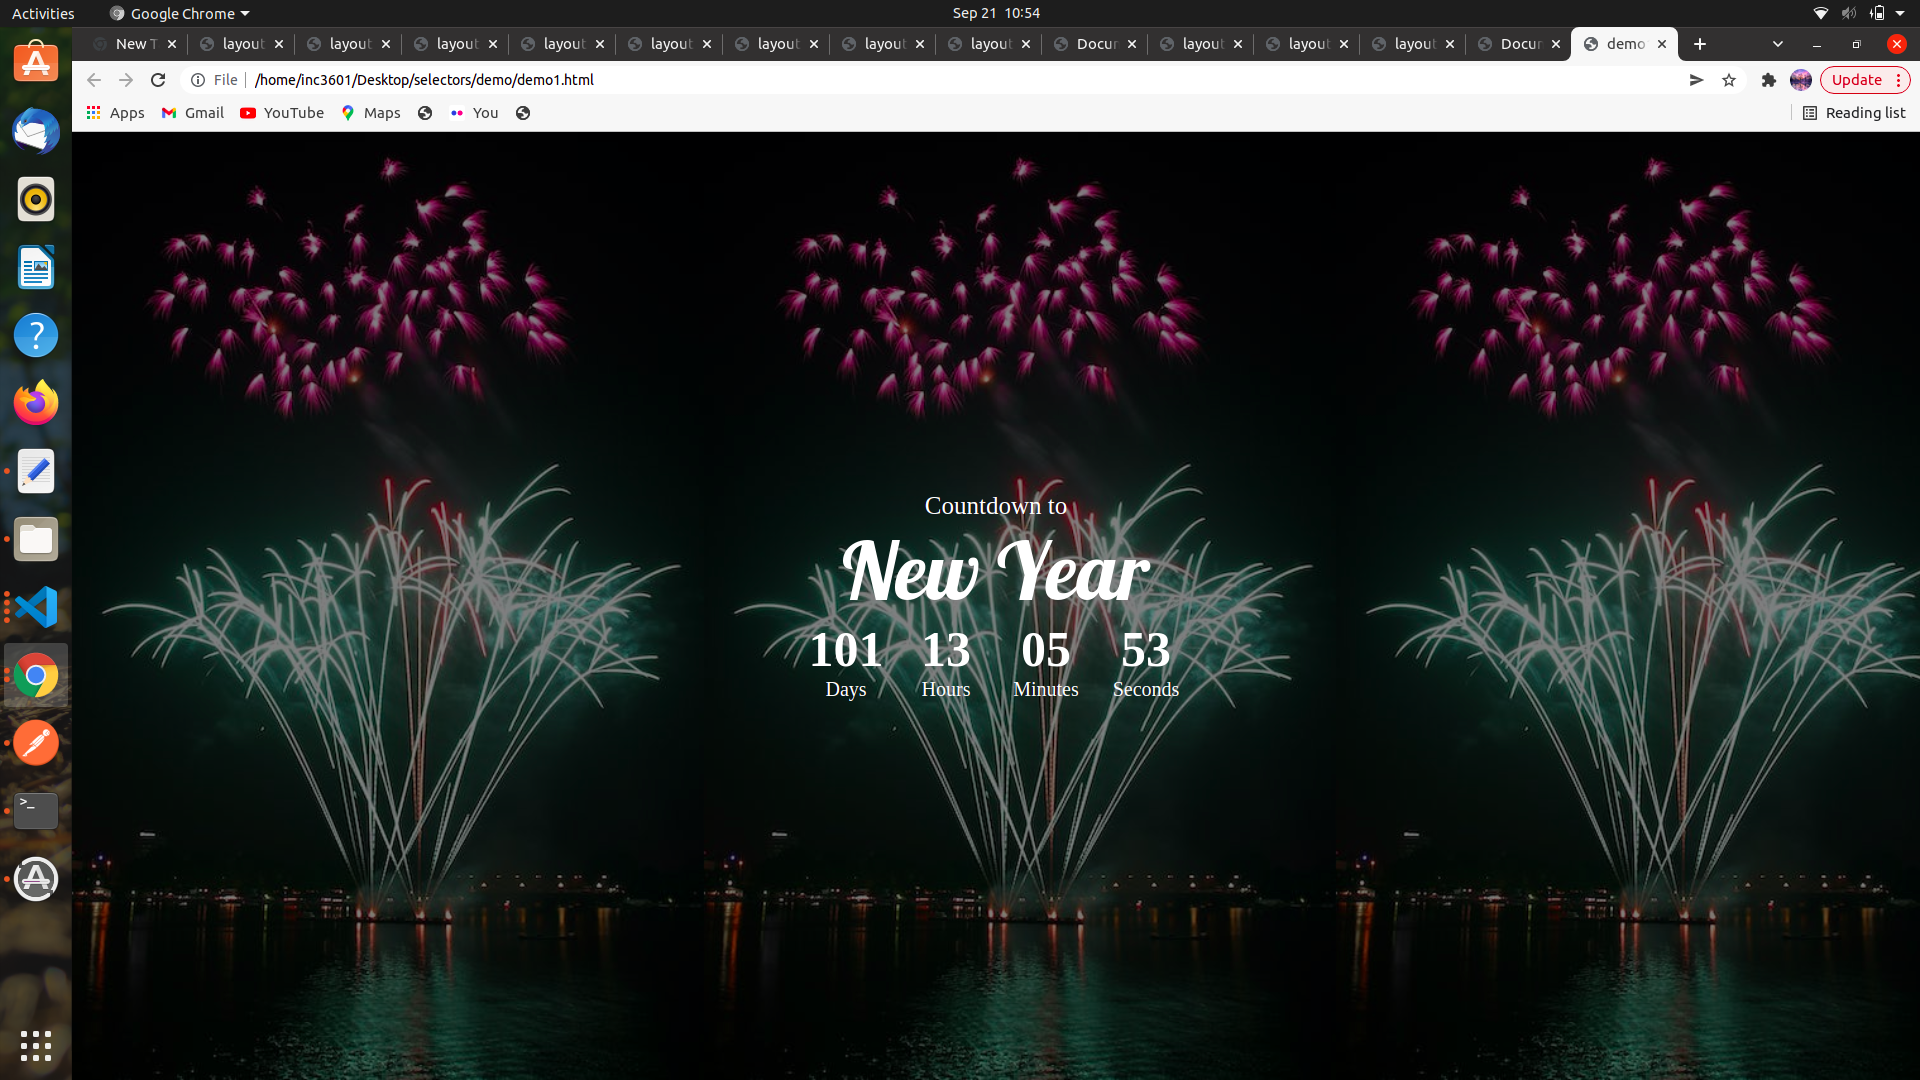 Activities
Google Chrome
Sep 21 10:54
New T
layout
layout
layout
layout
layout
layout
layout
layout
Docum
layout
layout
layout
Docum
demo
File
/home/inc3601/Desktop/selectors/demo/demo1.html
Update
Apps
Gmail
YouTube
Maps
You
Reading list
Countdown to
New Year
101 13 05 53
Days Hours Minutes Seconds